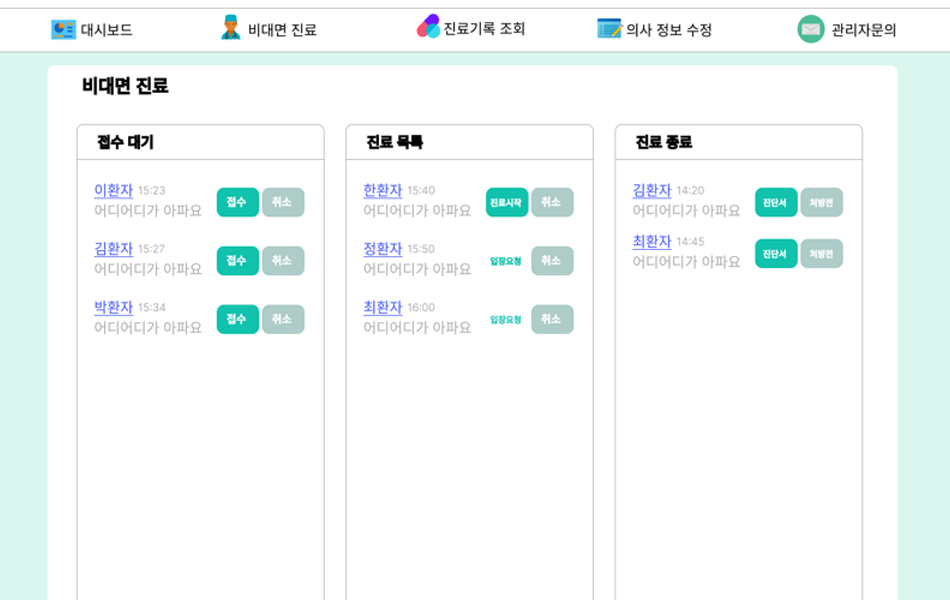 대시보드
비대면 진료
진료기록 조회
의사 정보 수정
관리자문의
비대면 진료
접수 대기
이환자 15:23 접수 취소
어디어디가 아파요
김환자 15:27 접수 취소
어디어디가 아파요
박환자 15:34 접수 취소
어디어디가 아파요
진료 목록
한환자 15:40 진료시작 취소
어디어디가 아파요
정환자 15:50 입장요청 취소
어디어디가 아파요
최환자 16:00 입장요청 취소
어디어디가 아파요
진료 종료
김환자 14:20 진단서 처방전
어디어디가 아파요
최환자 14:45 진단서 처방전
어디어디가 아파요